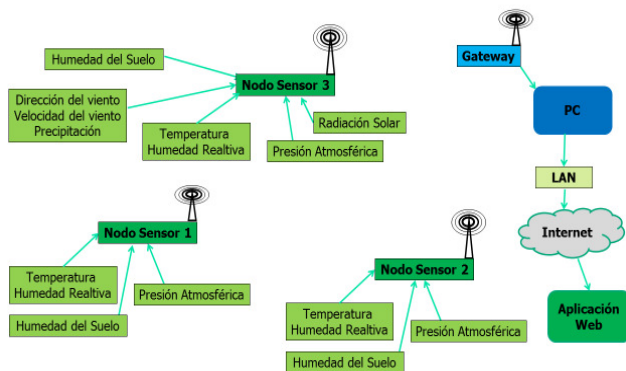 Humedad del Suelo
Nodo Sensor 3
Dirección del viento
Velocidad del viento
Precipitación
Temperatura
Humedad Realtiva
Radiación Solar
Presión Atmosférica
Nodo Sensor 1
Temperatura
Humedad Realtiva
Presión Atmosférica
Humedad del Suelo
Nodo Sensor 2
Temperatura
Humedad Realtiva
Presión Atmosférica
Humedad del Suelo
Gateway
PC
LAN
Internet
Aplicación
Web